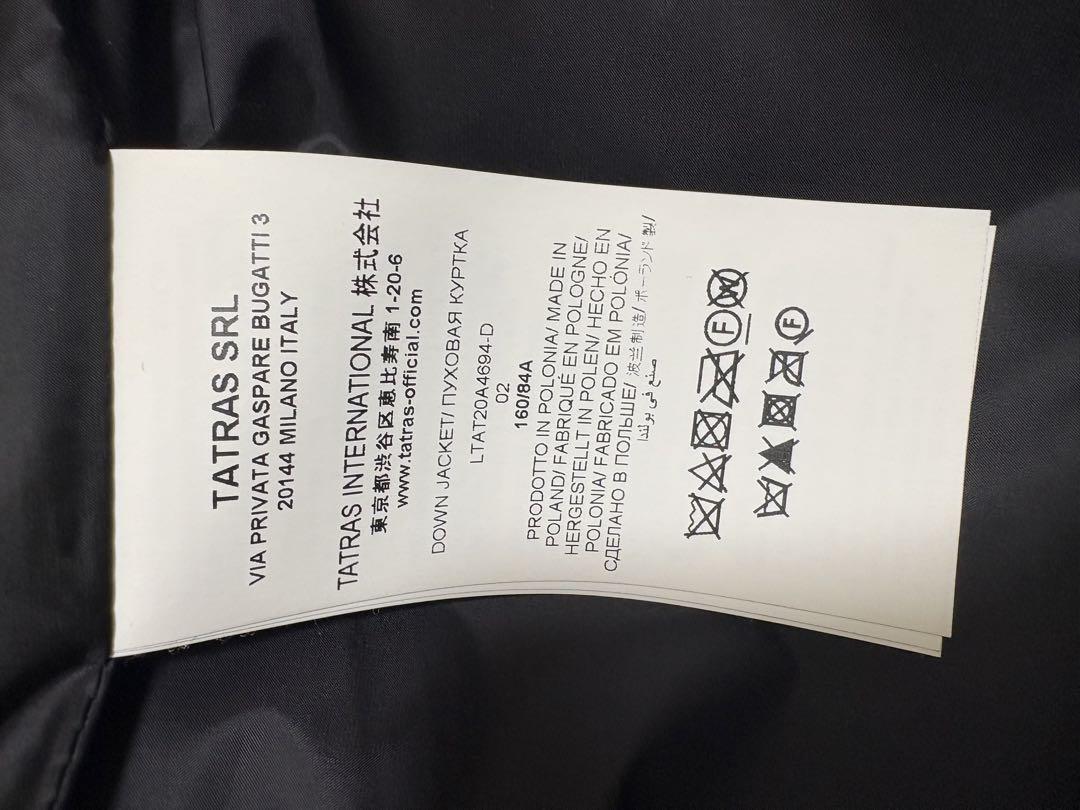 TATRAS SRL
VIA PRIVATA GASPARE BUGATTI 3
20144 MILANO ITALY
TATRAS INTERNATIONAL 株式会社
東京都渋谷区恵比寿南 1-20-6
www.tatras-official.com
DOWN JACKET/ ПУХОВАЯ КУРТКА
LTAT20A4694-D
02
160/84A
PRODOTTO IN POLONIA/ MADE IN
POLAND/ FABRIQUÉ EN POLOGNE/
HERGESTELLT IN POLEN/ HECHO EN
POLONIA/ FABRICADO EM POLÓNIA/
СДЕЛАНО В ПОЛЬШЕ/ 波兰制造/ ポーランド製/
صنع في بولندا
F W
F